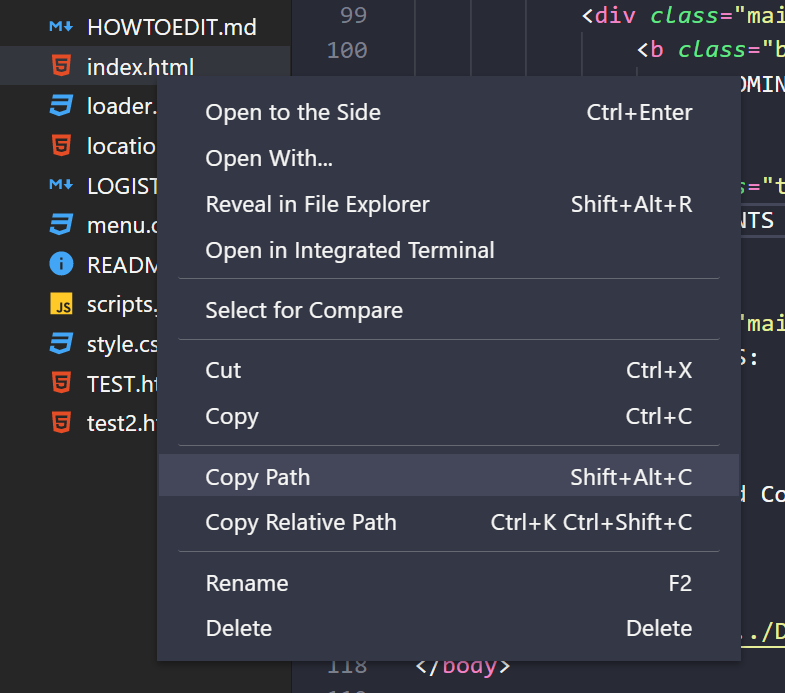 HOWTOEDIT.md
index.html
loader.
locatio
LOGIST
menu.c
READM
scripts.
style.cs
TEST.ht
test2.h
99 <div class="mai
100 <b class="b
OMIN
="t
NTS
"mai
S:
d Co
../D
118 </body>
Open to the Side Ctrl+Enter
Open With...
Reveal in File Explorer Shift+Alt+R
Open in Integrated Terminal
Select for Compare
Cut Ctrl+X
Copy Ctrl+C
Copy Path Shift+Alt+C
Copy Relative Path Ctrl+K Ctrl+Shift+C
Rename F2
Delete Delete